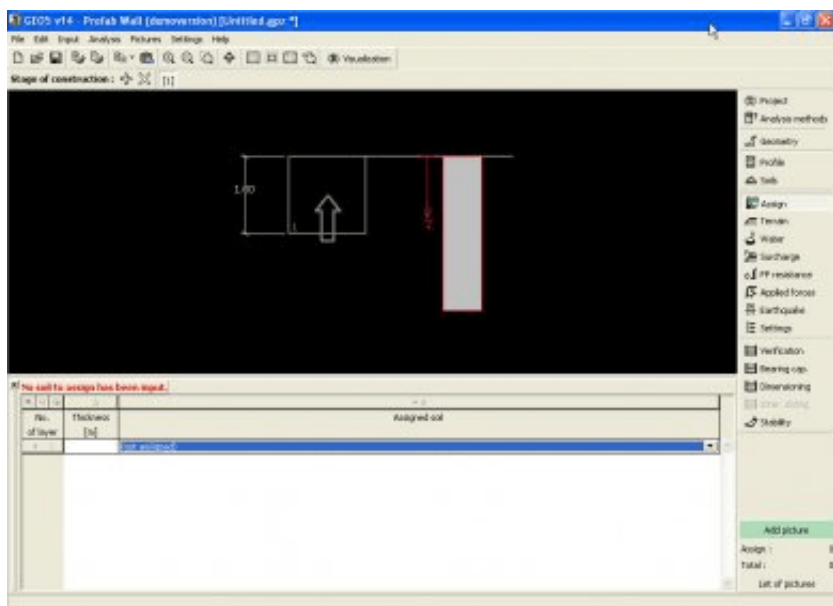 GEO5 v14 - Prefab Wall (demoversion) [Untitled.gpz *]
File Edit Input Analysis Pictures Settings Help
Visualization
Stage of construction : [1]
Project
Analysis methods
Geometry
Profile
Soils
Assign
Terrain
Water
Surcharge
FF resistance
Applied forces
Earthquake
Settings
Verification
Bearing cap.
Dimensioning
Stability
1
No soil to assign has been input.
No. of layer
Thickness
Assigned soil
(not assigned)
Add picture
Assign :
Total :
List of pictures